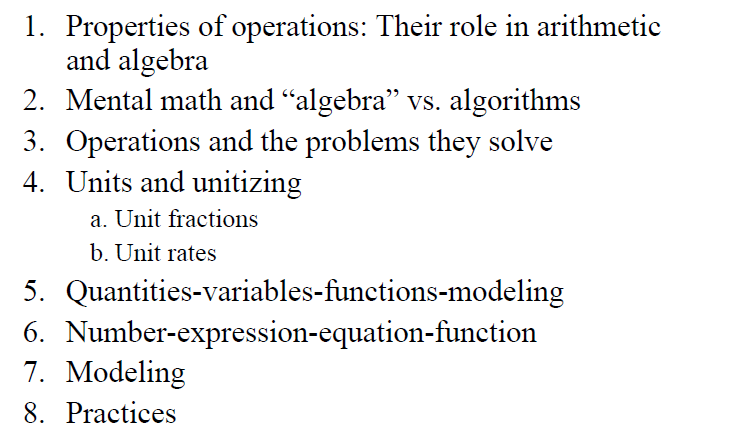 1. Properties of operations: Their role in arithmetic
and algebra
2. Mental math and “algebra” vs. algorithms
3. Operations and the problems they solve
4. Units and unitizing
a. Unit fractions
b. Unit rates
5. Quantities-variables-functions-modeling
6. Number-expression-equation-function
7. Modeling
8. Practices